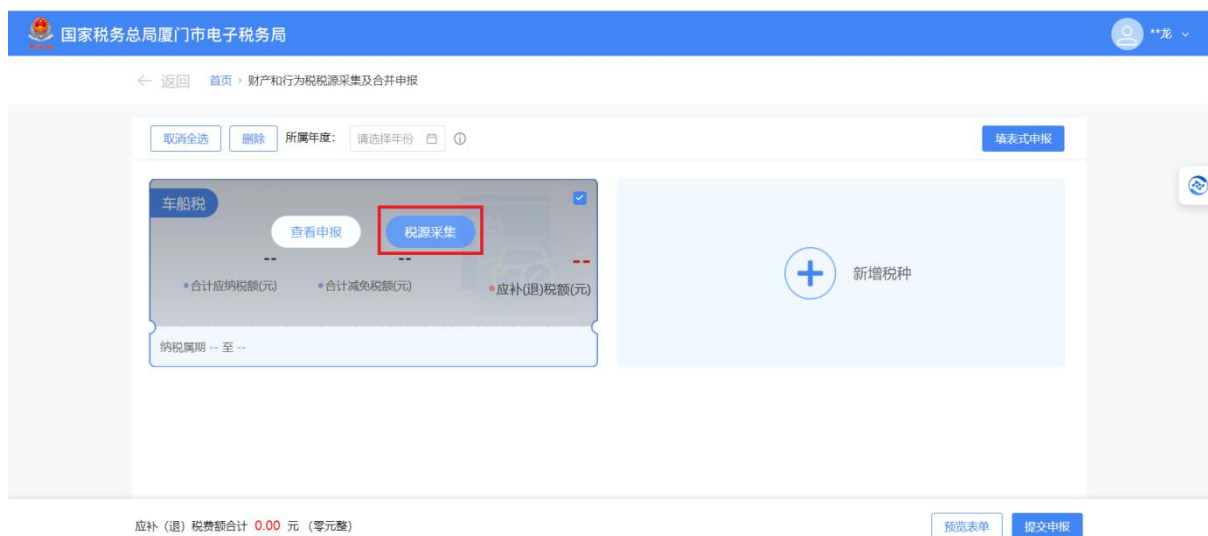 国家税务总局厦门市电子税务局
**龙
← 返回 首页 › 财产和行为税税源采集及合并申报
取消全选 删除 所属年度： 请选择年份 填表式申报
车船税
查看申报 税源采集
-- -- --
•合计应纳税额(元) •合计减免税额(元) •应补(退)税额(元)
纳税属期 -- 至 --
新增税种
应补（退）税费额合计 0.00 元 （零元整） 预览表单 提交申报